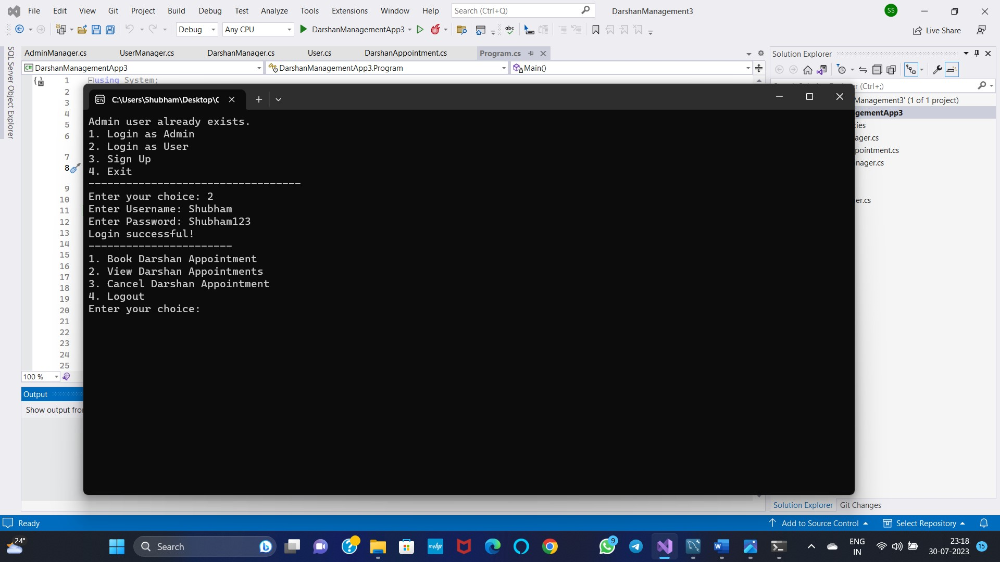 File Edit View Git Project Build Debug Test Analyze Tools Extensions Window Help Search (Ctrl+Q) DarshanManagement3 SS
Debug Any CPU DarshanManagementApp3 abc Live Share
SQL Server Object Explorer
AdminManager.cs UserManager.cs DarshanManager.cs User.cs DarshanAppointment.cs Program.cs
C# DarshanManagementApp3 DarshanManagementApp3.Program Main()
1 using System;
2
3
4
5
6
7
8
9
10
11
12
13
14
15
16
17
18
19
20
21
22
23
24
25
100 %
Output
Show output fro
C:\Users\Shubham\Desktop\C
Admin user already exists.
1. Login as Admin
2. Login as User
3. Sign Up
4. Exit
----------------------------------
Enter your choice: 2
Enter Username: Shubham
Enter Password: Shubham123
Login successful!
-----------------------
1. Book Darshan Appointment
2. View Darshan Appointments
3. Cancel Darshan Appointment
4. Logout
Enter your choice:
Solution Explorer
(Ctrl+;)
Management3' (1 of 1 project)
gementApp3
cies
ager.cs
pointment.cs
nager.cs
er.cs
Solution Explorer Git Changes
Ready Add to Source Control Select Repository
24° Search myhp 9 ENG IN 23:18 30-07-2023 15